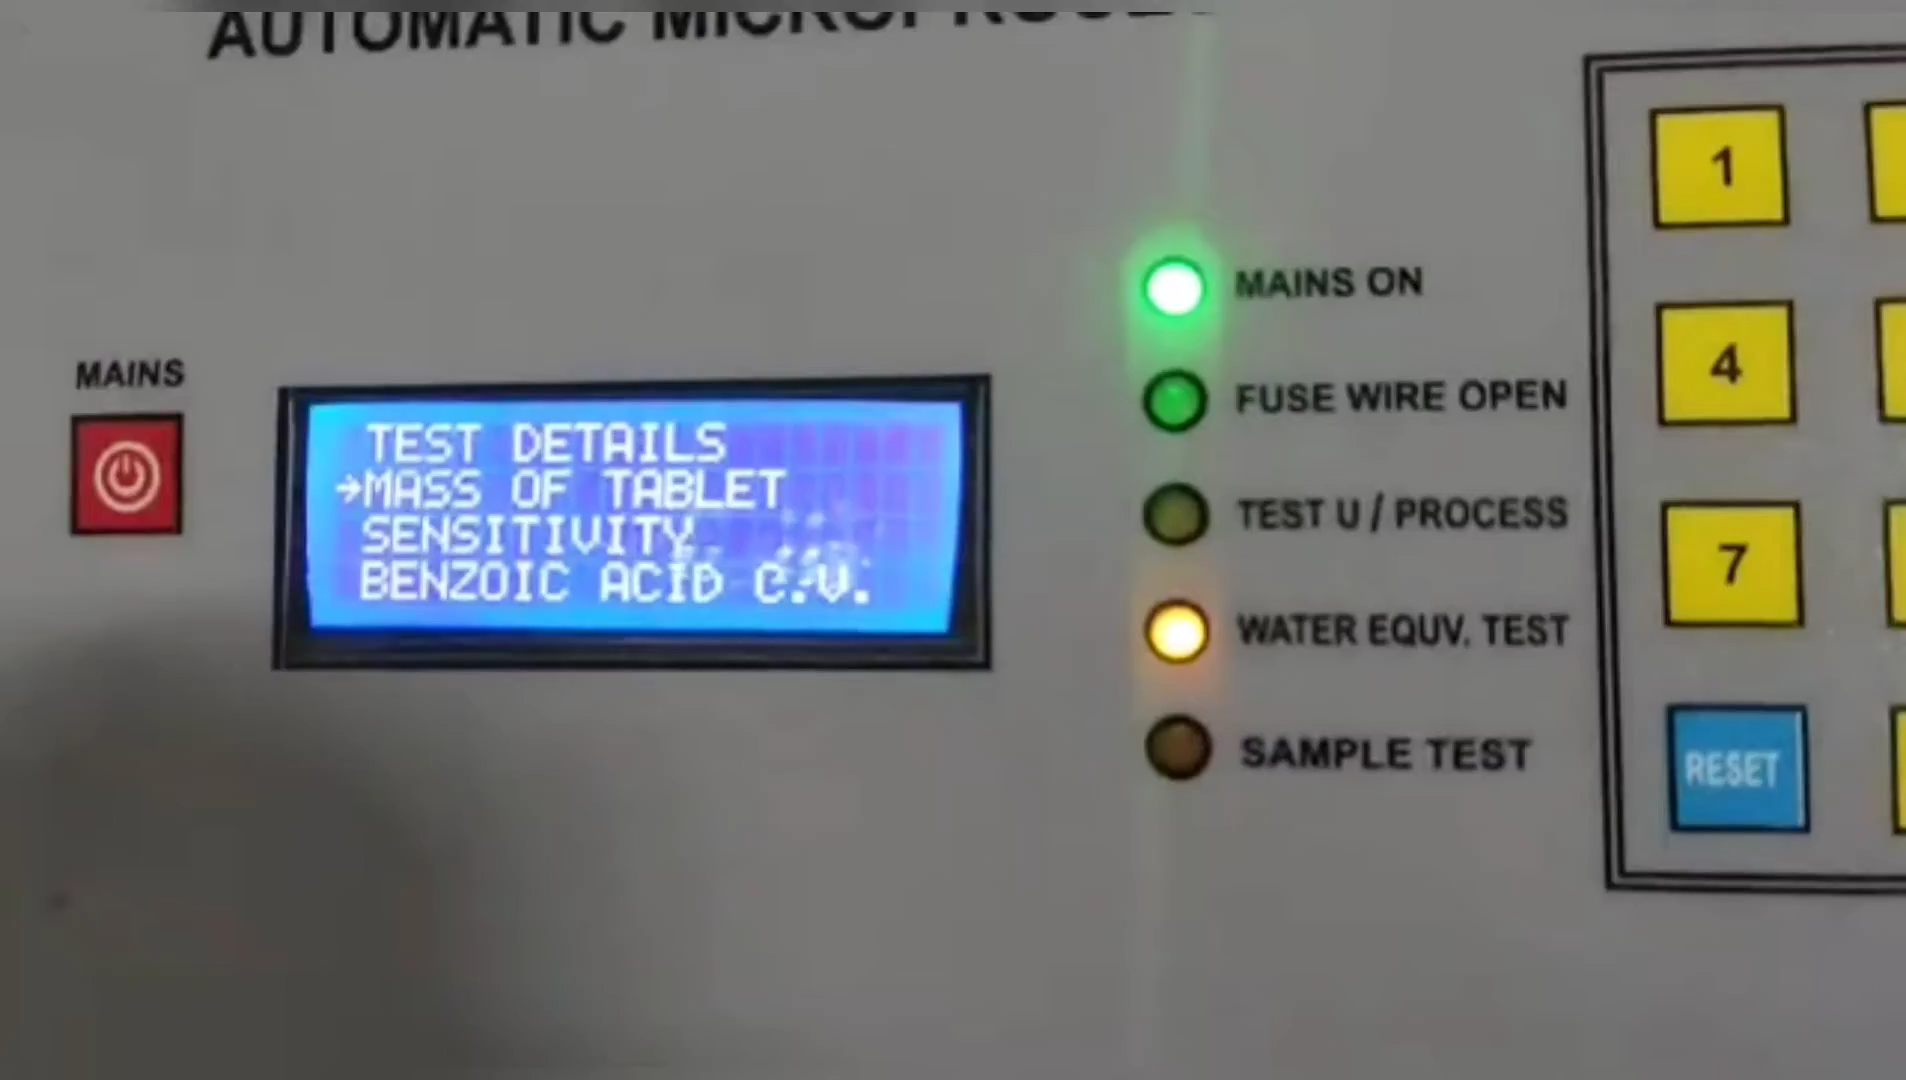 AUTOMATIC
MAINS
TEST DETAILS
→MASS OF TABLET
SENSITIVITY
BENZOIC ACID C.V.
MAINS ON
FUSE WIRE OPEN
TEST U / PROCESS
WATER EQUV. TEST
SAMPLE TEST
1
4
7
RESET